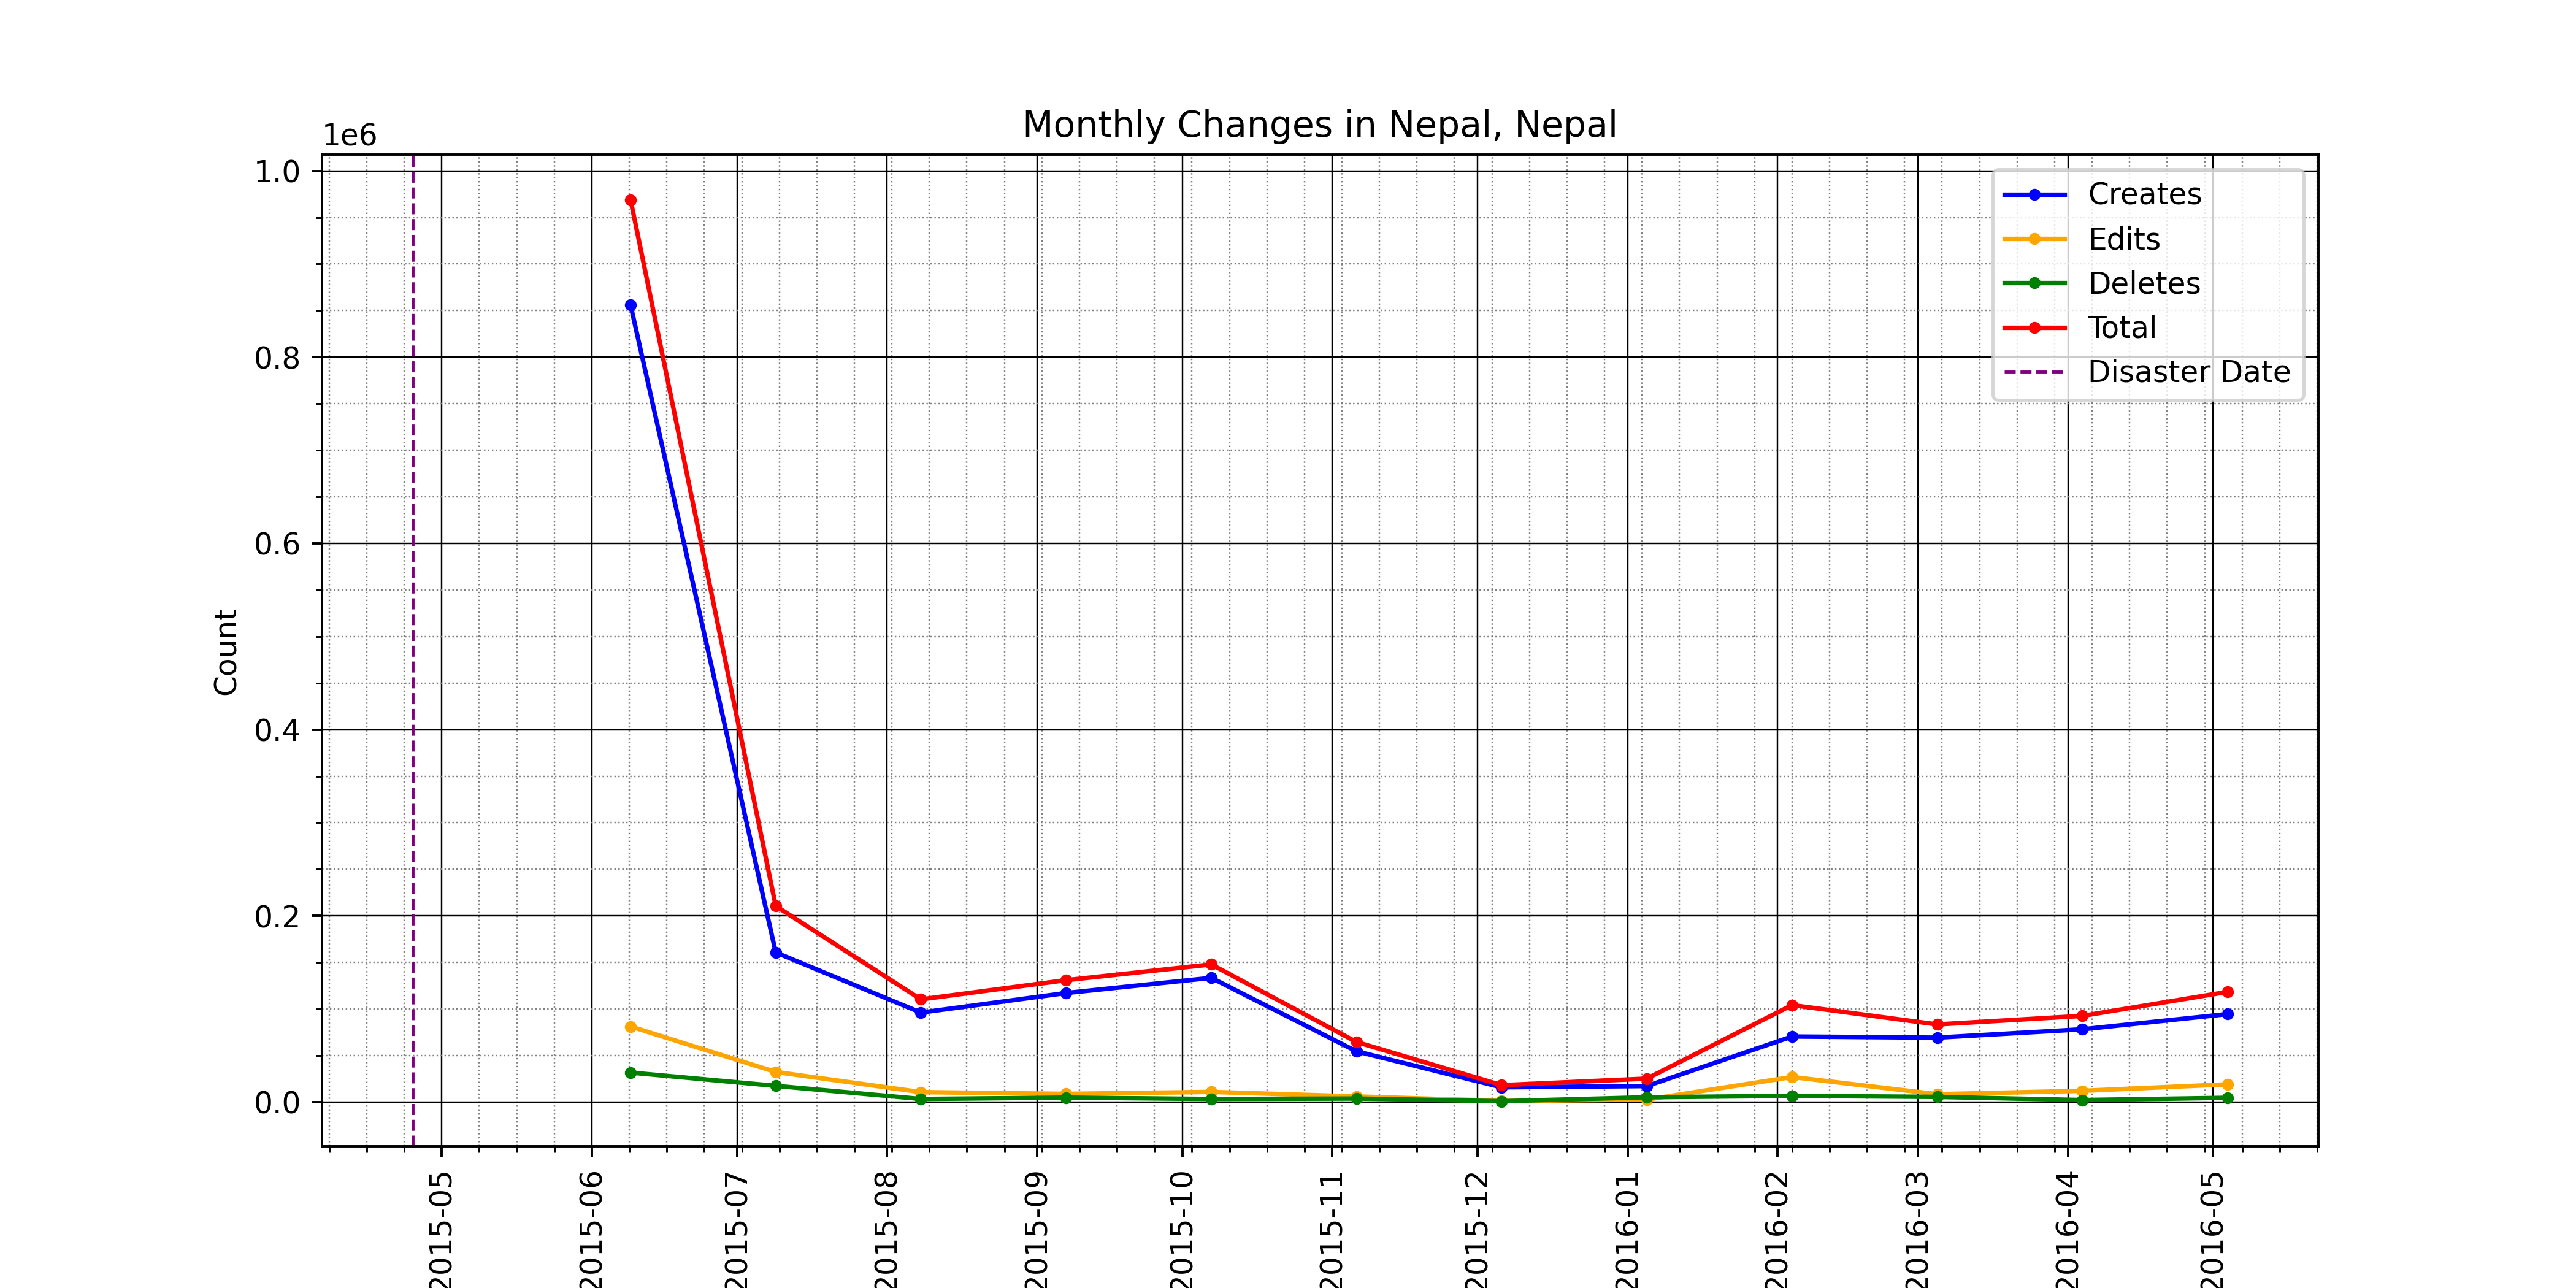 Monthly Changes in Nepal, Nepal
1e6
1.0
0.8
0.6
0.4
0.2
0.0
Count
Creates
Edits
Deletes
Total
Disaster Date
2015-05
2015-06
2015-07
2015-08
2015-09
2015-10
2015-11
2015-12
2016-01
2016-02
2016-03
2016-04
2016-05